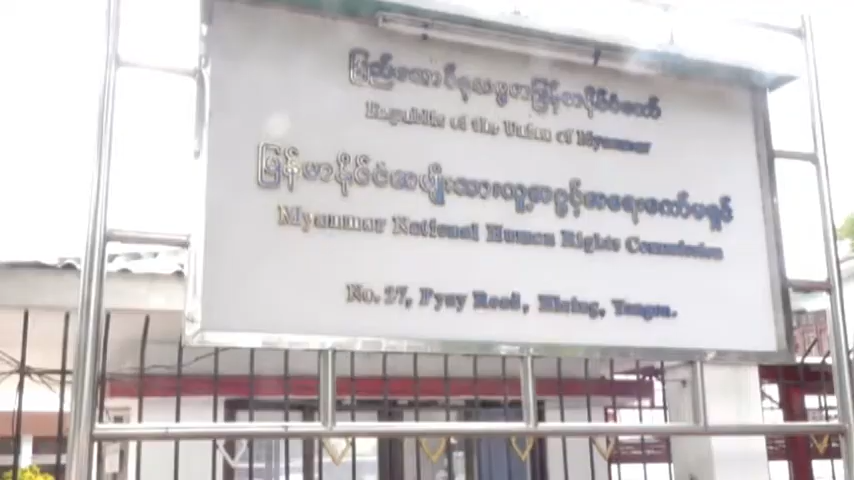 ပြည်ထောင်စုသမ္မတမြန်မာနိုင်ငံတော်
Republic of the Union of Myanmar
မြန်မာနိုင်ငံအမျိုးသားလူ့အခွင့်အရေးကော်မရှင်
Myanmar National Human Rights Commission
No. 27, Pyay Road, Hlaing, Yangon.